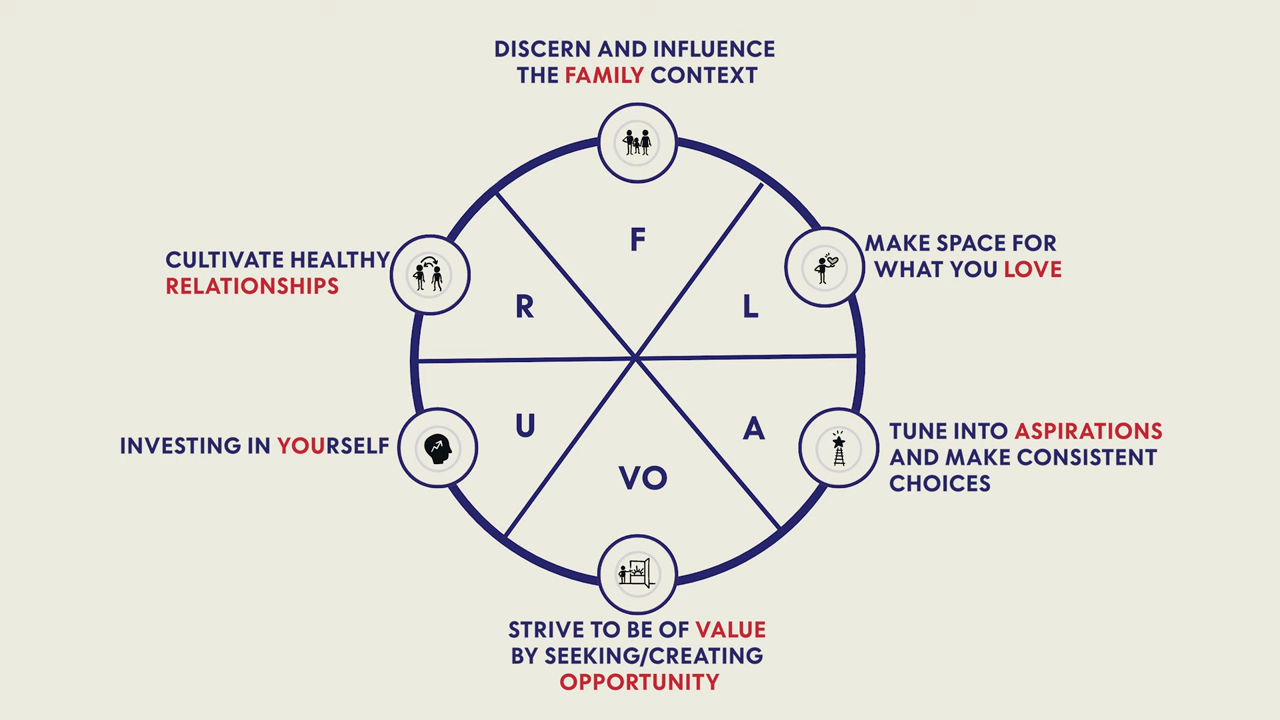 DISCERN AND INFLUENCE
THE FAMILY CONTEXT
F
MAKE SPACE FOR
WHAT YOU LOVE
L
TUNE INTO ASPIRATIONS
AND MAKE CONSISTENT
CHOICES
A
VO
STRIVE TO BE OF VALUE
BY SEEKING/CREATING
OPPORTUNITY
U
INVESTING IN YOURSELF
R
CULTIVATE HEALTHY
RELATIONSHIPS